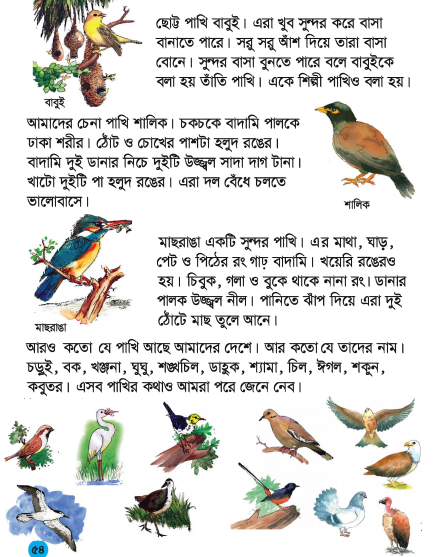 ছোট্ট পাখি বাবুই। এরা খুব সুন্দর করে বাসা
বানাতে পারে। সরু সরু আঁশ দিয়ে তারা বাসা
বোনে। সুন্দর বাসা বুনতে পারে বলে বাবুইকে
বলা হয় তাঁতি পাখি। একে শিল্পী পাখিও বলা হয়।
বাবুই
আমাদের চেনা পাখি শালিক। চকচকে বাদামি পালকে
ঢাকা শরীর। ঠোঁট ও চোখের পাশটা হলুদ রঙের।
বাদামি দুই ডানার নিচে দুইটি উজ্জ্বল সাদা দাগ টানা।
খাটো দুইটি পা হলুদ রঙের। এরা দল বেঁধে চলতে
ভালোবাসে।
শালিক
মাছরাঙা একটি সুন্দর পাখি। এর মাথা, ঘাড়,
পেট ও পিঠের রং গাঢ় বাদামি। খয়েরি রঙেরও
হয়। চিবুক, গলা ও বুকে থাকে নানা রং। ডানার
পালক উজ্জ্বল নীল। পানিতে ঝাঁপ দিয়ে এরা দুই
ঠোঁটে মাছ তুলে আনে।
মাছরাঙা
আরও কতো যে পাখি আছে আমাদের দেশে। আর কতো যে তাদের নাম।
চড়ুই, বক, খঞ্জনা, ঘুঘু, শঙ্খচিল, ডাহুক, শ্যামা, চিল, ঈগল, শকুন,
কবুতর। এসব পাখির কথাও আমরা পরে জেনে নেব।
৫৪